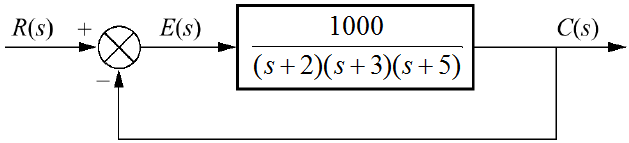 R(s) + E(s) 1000 C(s)
(s+2)(s+3)(s+5)
−